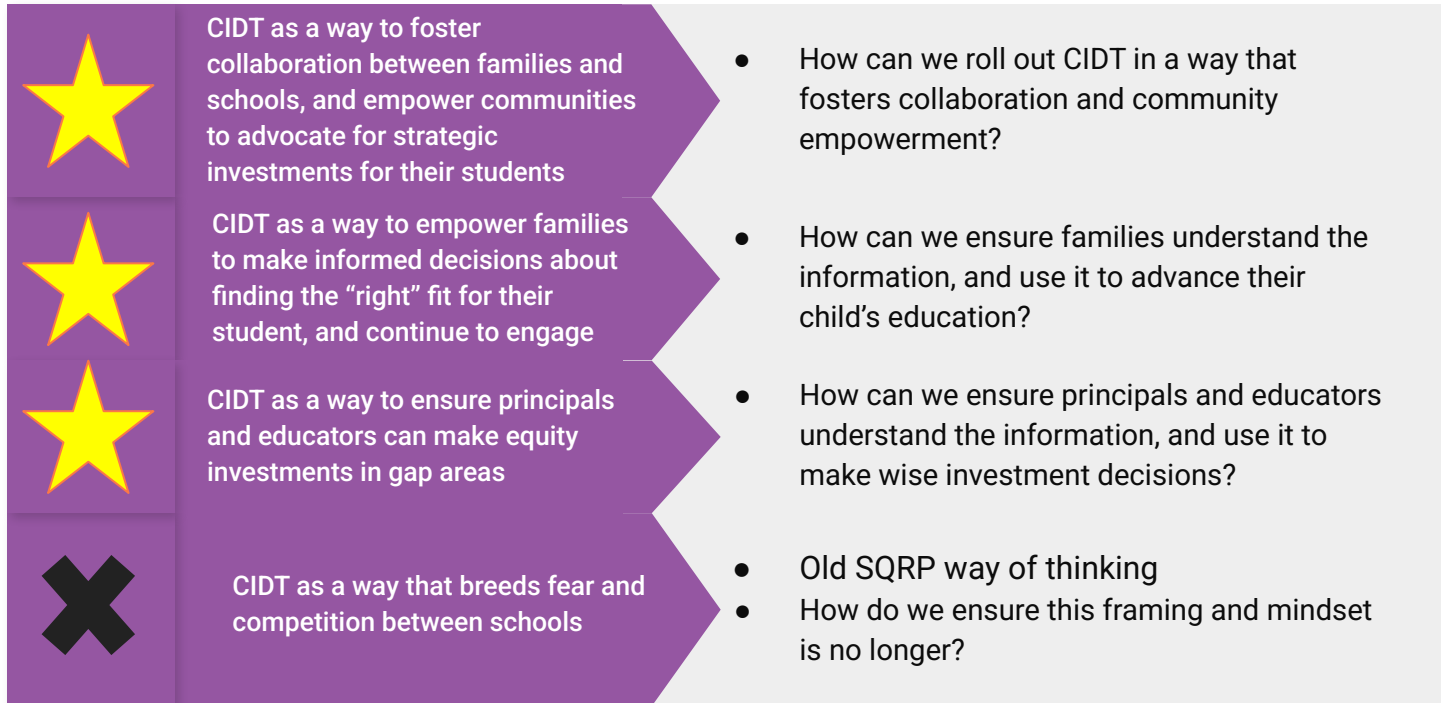 CIDT as a way to foster
collaboration between families and
schools, and empower communities
to advocate for strategic
investments for their students
● How can we roll out CIDT in a way that
fosters collaboration and community
empowerment?
CIDT as a way to empower families
to make informed decisions about
finding the “right” fit for their
student, and continue to engage
● How can we ensure families understand the
information, and use it to advance their
child’s education?
CIDT as a way to ensure principals
and educators can make equity
investments in gap areas
● How can we ensure principals and educators
understand the information, and use it to
make wise investment decisions?
CIDT as a way that breeds fear and
competition between schools
● Old SQRP way of thinking
● How do we ensure this framing and mindset
is no longer?